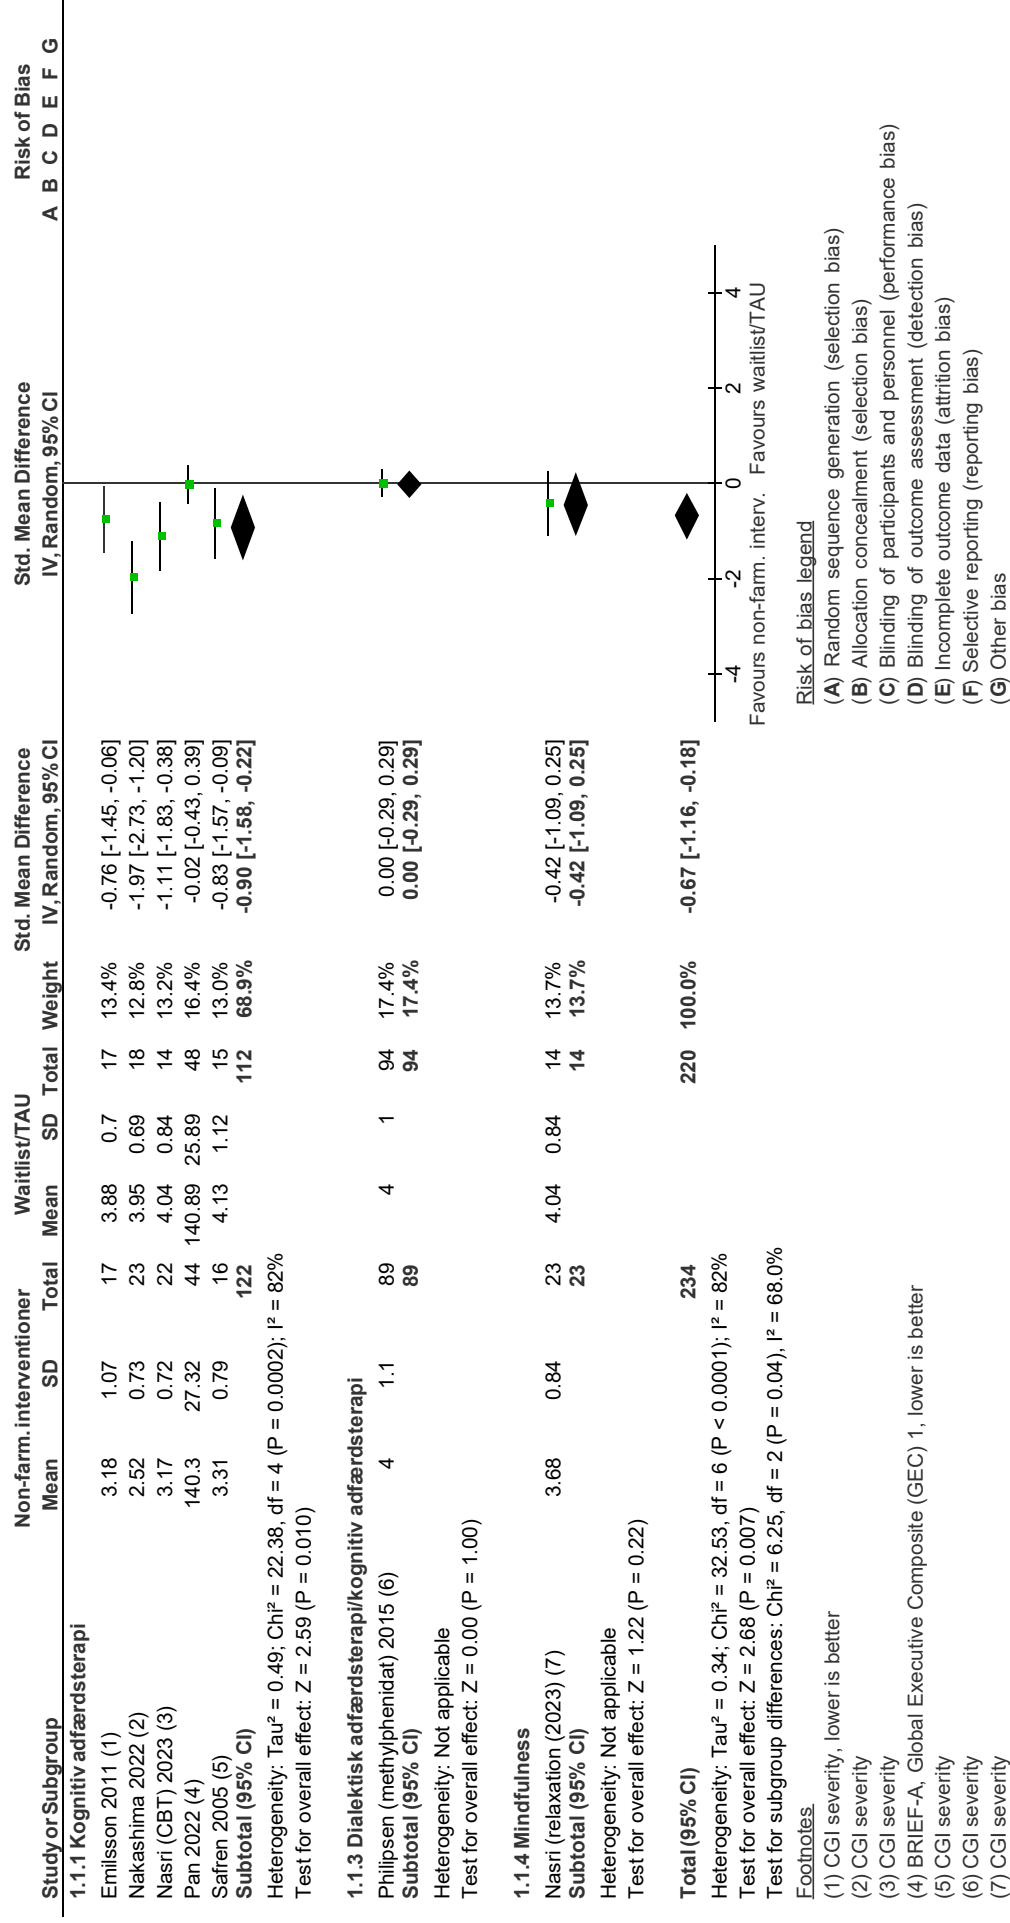 Non-farm. interventioner Waitlist/TAU Std. Mean Difference Std. Mean Difference Risk of Bias
Study or Subgroup Mean SD Total Mean SD Total Weight IV, Random, 95% CI IV, Random, 95% CI A B C D E F G
1.1.1 Kognitiv adfærdsterapi
Emilsson 2011 (1) 3.18 1.07 17 3.88 0.7 17 13.4% -0.76 [-1.45, -0.06]
Nakashima 2022 (2) 2.52 0.73 23 3.95 0.69 18 12.8% -1.97 [-2.73, -1.20]
Nasri (CBT) 2023 (3) 3.17 0.72 22 4.04 0.84 14 13.2% -1.11 [-1.83, -0.38]
Pan 2022 (4) 140.3 27.32 44 140.89 25.89 48 16.4% -0.02 [-0.43, 0.39]
Safren 2005 (5) 3.31 0.79 16 4.13 1.12 15 13.0% -0.83 [-1.57, -0.09]
Subtotal (95% CI) 122 112 68.9% -0.90 [-1.58, -0.22]
Heterogeneity: Tau² = 0.49; Chi² = 22.38, df = 4 (P = 0.0002); I² = 82%
Test for overall effect: Z = 2.59 (P = 0.010)
1.1.3 Dialektisk adfærdsterapi/kognitiv adfærdsterapi
Philipsen (methylphenidat) 2015 (6) 4 1.1 89 4 1 94 17.4% 0.00 [-0.29, 0.29]
Subtotal (95% CI) 89 94 17.4% 0.00 [-0.29, 0.29]
Heterogeneity: Not applicable
Test for overall effect: Z = 0.00 (P = 1.00)
1.1.4 Mindfulness
Nasri (relaxation) (2023) (7) 3.68 0.84 23 4.04 0.84 14 13.7% -0.42 [-1.09, 0.25]
Subtotal (95% CI) 23 14 13.7% -0.42 [-1.09, 0.25]
Heterogeneity: Not applicable
Test for overall effect: Z = 1.22 (P = 0.22)
Total (95% CI) 234 220 100.0% -0.67 [-1.16, -0.18]
Heterogeneity: Tau² = 0.34; Chi² = 32.53, df = 6 (P < 0.0001); I² = 82%
Test for overall effect: Z = 2.68 (P = 0.007)
Test for subgroup differences: Chi² = 6.25, df = 2 (P = 0.04), I² = 68.0%
-4 -2 0 2 4
Favours non-farm. interv. Favours waitlist/TAU
Footnotes
(1) CGI severity, lower is better
(2) CGI severity
(3) CGI severity
(4) BRIEF-A, Global Executive Composite (GEC) 1, lower is better
(5) CGI severity
(6) CGI severity
(7) CGI severity
Risk of bias legend
(A) Random sequence generation (selection bias)
(B) Allocation concealment (selection bias)
(C) Blinding of participants and personnel (performance bias)
(D) Blinding of outcome assessment (detection bias)
(E) Incomplete outcome data (attrition bias)
(F) Selective reporting (reporting bias)
(G) Other bias